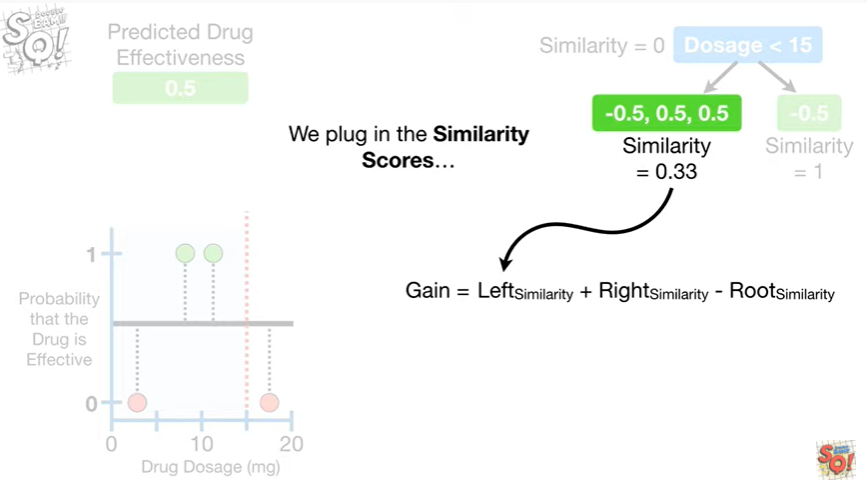 Predicted Drug
Effectiveness
0.5
Similarity = 0
Dosage < 15
-0.5, 0.5, 0.5
-0.5
Similarity
= 0.33
Similarity
= 1
We plug in the Similarity
Scores…
Gain = LeftSimilarity + RightSimilarity - RootSimilarity
Probability
that the
Drug is
Effective
1
0
0
10
20
Drug Dosage (mg)
SQ!
SQ!